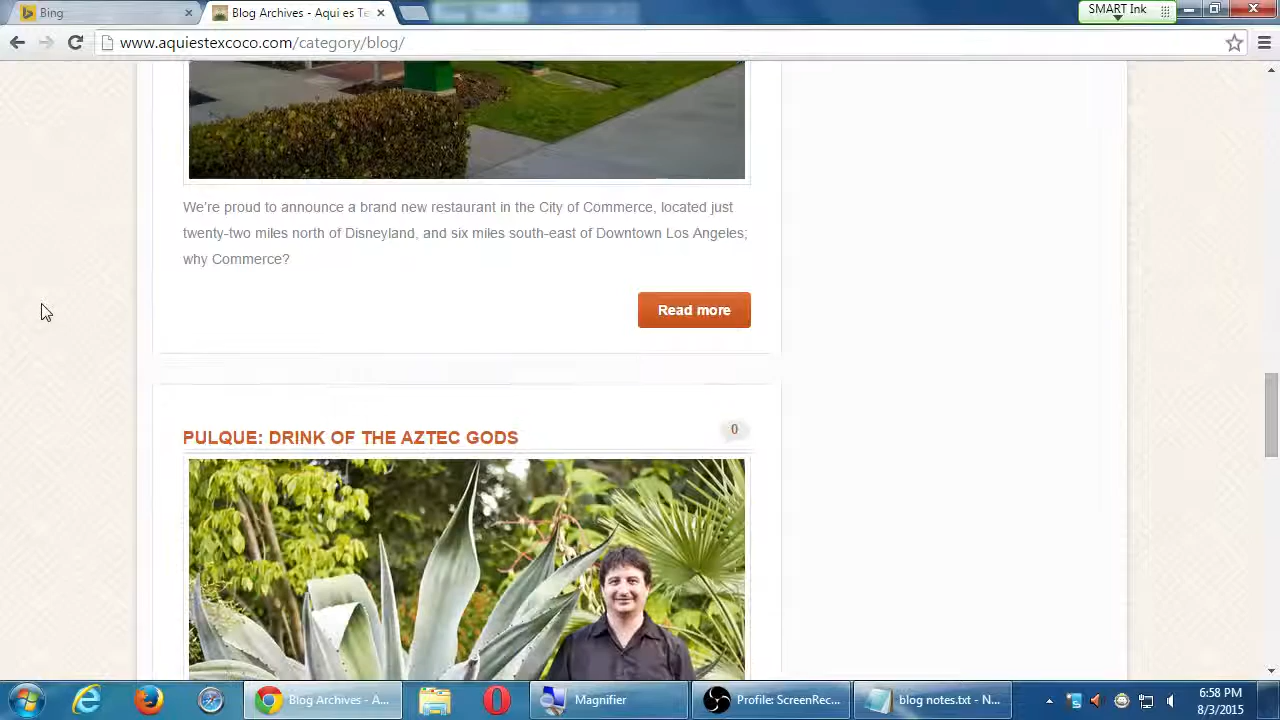 Bing
Blog Archives - Aqui es Te
SMART Ink
www.aquiestexcoco.com/category/blog/
We're proud to announce a brand new restaurant in the City of Commerce, located just
twenty-two miles north of Disneyland, and six miles south-east of Downtown Los Angeles;
why Commerce?
Read more
PULQUE: DRINK OF THE AZTEC GODS
0
Blog Archives - A...
Magnifier
Profile: ScreenRec...
blog notes.txt - N...
6:58 PM
8/3/2015